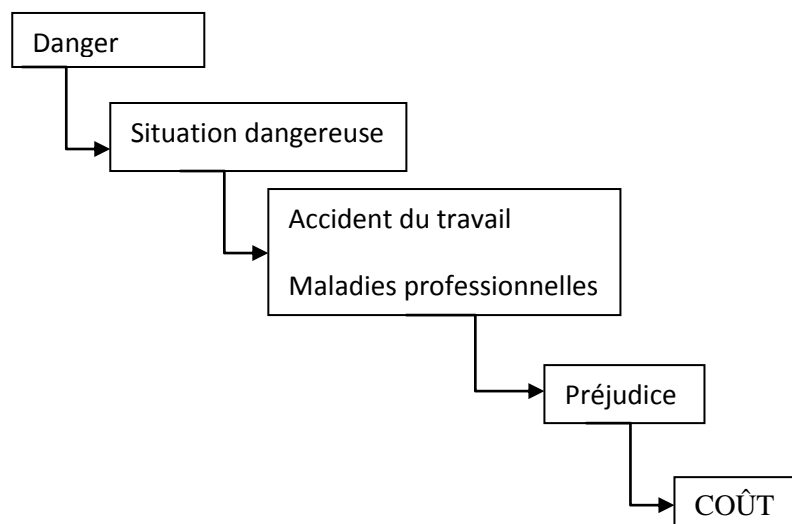 Danger
Situation dangereuse
Accident du travail
Maladies professionnelles
Préjudice
COÛT